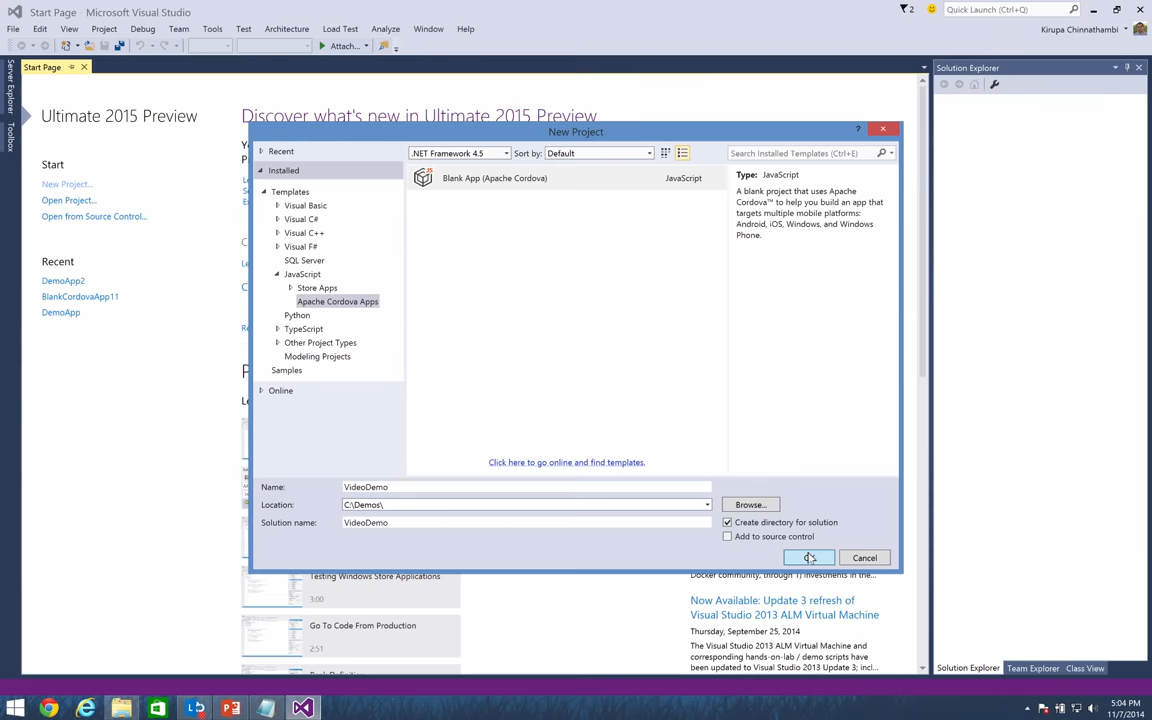 Start Page - Microsoft Visual Studio
2
Quick Launch (Ctrl+Q)
File Edit View Project Debug Team Tools Test Architecture Load Test Analyze Window Help
Kirupa Chinnathambi
Attach...
Server Explorer
Toolbox
Start Page
Solution Explorer
Ultimate 2015 Preview
Discover what's new in Ultimate 2015 Preview
Start
New Project...
Open Project...
Open from Source Control...
Recent
DemoApp2
BlankCordovaApp11
DemoApp
New Project
?
Recent
Installed
Templates
Visual Basic
Visual C#
Visual C++
Visual F#
SQL Server
JavaScript
Store Apps
Apache Cordova Apps
Python
TypeScript
Other Project Types
Modeling Projects
Samples
Online
.NET Framework 4.5
Sort by: Default
Search Installed Templates (Ctrl+E)
Blank App (Apache Cordova) JavaScript
Type: JavaScript
A blank project that uses Apache
Cordova™ to help you build an app that
targets multiple mobile platforms:
Android, iOS, Windows, and Windows
Phone.
Click here to go online and find templates.
Name: VideoDemo
Location: C:\Demos\
Browse...
Solution name: VideoDemo
Create directory for solution
Add to source control
Cancel
Testing Windows Store Applications
3:00
Go To Code From Production
2:51
Docker community, through 1) investments in the...
Now Available: Update 3 refresh of
Visual Studio 2013 ALM Virtual Machine
Thursday, September 25, 2014
The Visual Studio 2013 ALM Virtual Machine and
corresponding hands-on-lab / demo scripts have
been updated to Visual Studio 2013 Update 3; incl...
Solution Explorer Team Explorer Class View
5:04 PM
11/7/2014